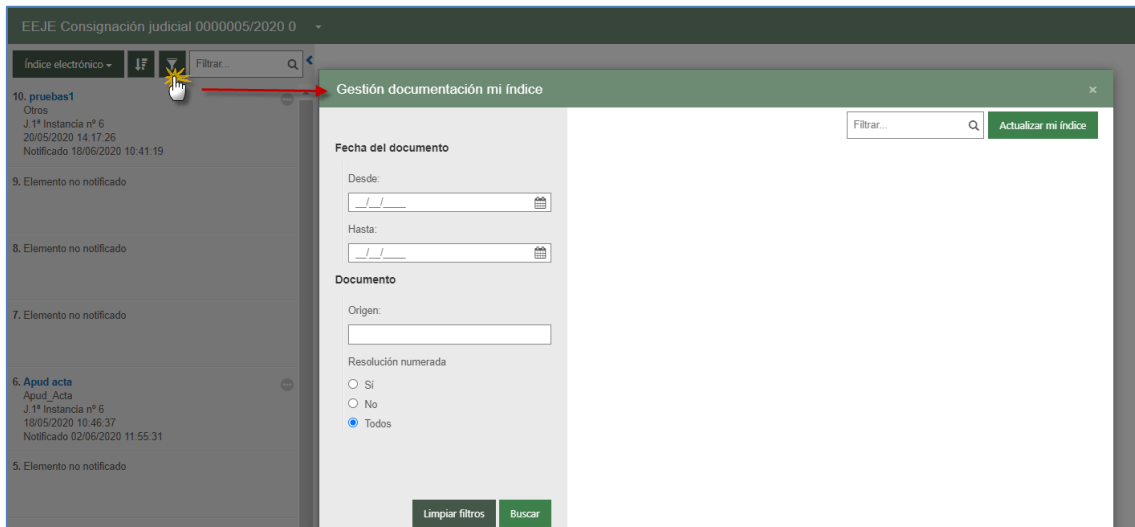 EEJE Consignación judicial 0000005/2020 0
Índice electrónico
Filtrar...
10. pruebas1
Otros
J.1ª Instancia nº 6
20/05/2020 14:17:26
Notificado 18/06/2020 10:41:19
9. Elemento no notificado
8. Elemento no notificado
7. Elemento no notificado
6. Apud acta
Apud_Acta
J.1ª Instancia nº 6
18/05/2020 10:46:37
Notificado 02/06/2020 11:55:31
5. Elemento no notificado
Gestión documentación mi índice
×
Filtrar...
Actualizar mi índice
Fecha del documento
Desde:
__/__/____
Hasta:
__/__/____
Documento
Origen:
Resolución numerada
Sí
No
Todos
Limpiar filtros
Buscar